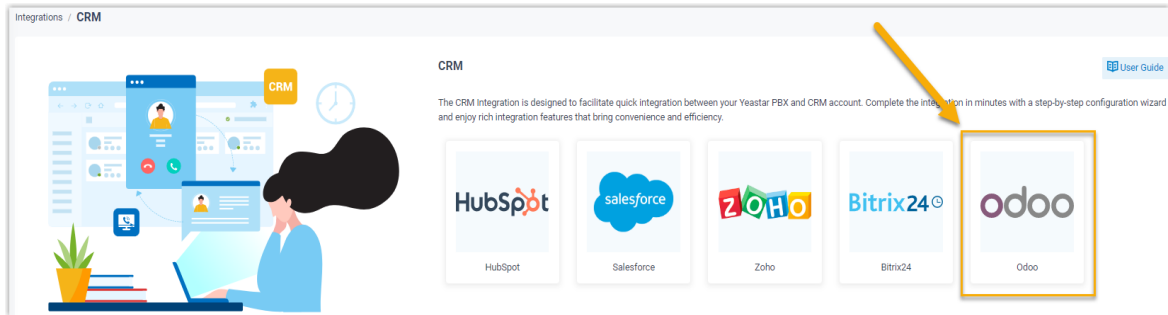 Integrations / CRM
CRM
CRM
User Guide
The CRM Integration is designed to facilitate quick integration between your Yeastar PBX and CRM account. Complete the integration in minutes with a step-by-step configuration wizard
and enjoy rich integration features that bring convenience and efficiency.
HubSpot
salesforce
ZOHO
Bitrix24
odoo
HubSpot
Salesforce
Zoho
Bitrix24
Odoo